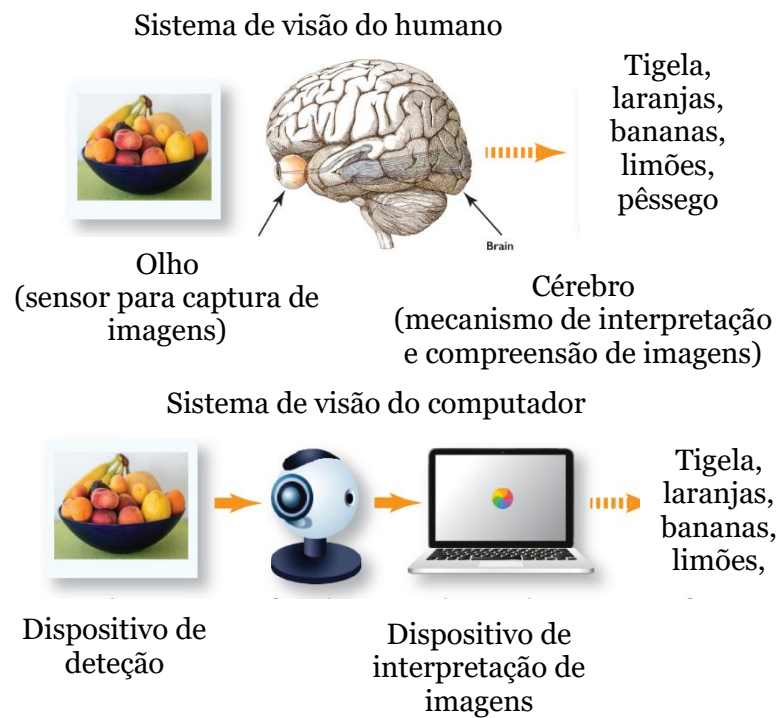 Sistema de visão do humano
Tigela,
laranjas,
bananas,
limões,
pêssego
Brain
Olho
(sensor para captura de
imagens)
Cérebro
(mecanismo de interpretação
e compreensão de imagens)
Sistema de visão do computador
Tigela,
laranjas,
bananas,
limões,
Dispositivo de
deteção
Dispositivo de
interpretação de
imagens